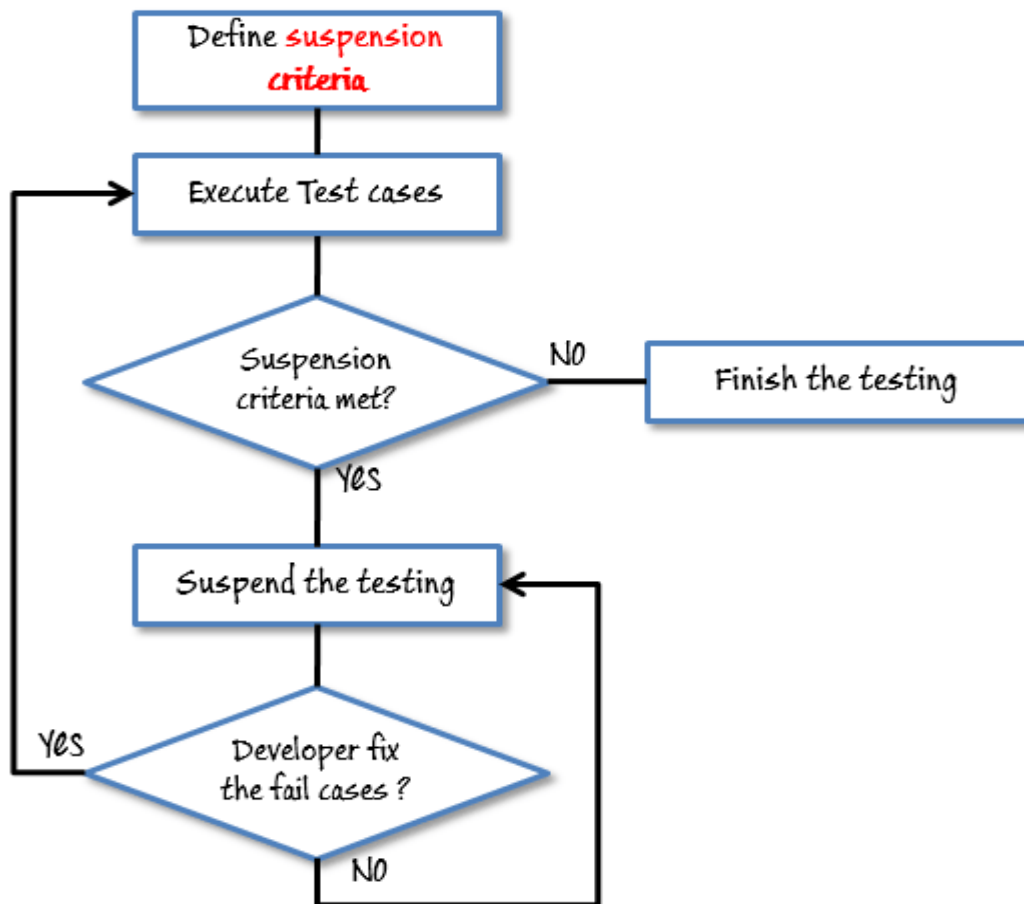 Define suspension
criteria
Execute Test cases
Suspension
criteria met?
NO
Finish the testing
Yes
Suspend the testing
Yes
Developer fix
the fail cases ?
NO